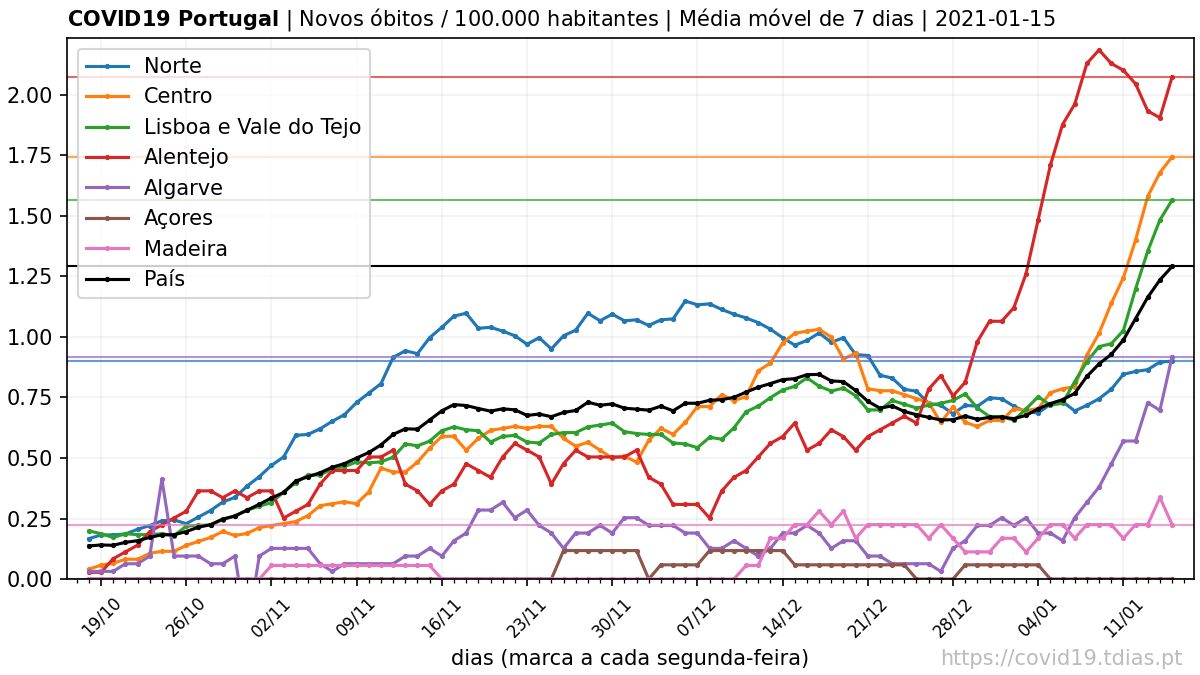 COVID19 Portugal | Novos óbitos / 100.000 habitantes | Média móvel de 7 dias | 2021-01-15
Norte
Centro
Lisboa e Vale do Tejo
Alentejo
Algarve
Açores
Madeira
País
2.00
1.75
1.50
1.25
1.00
0.75
0.50
0.25
0.00
19/10 26/10 02/11 09/11 16/11 23/11 30/11 07/12 14/12 21/12 28/12 04/01 11/01
dias (marca a cada segunda-feira)
https://covid19.tdias.pt